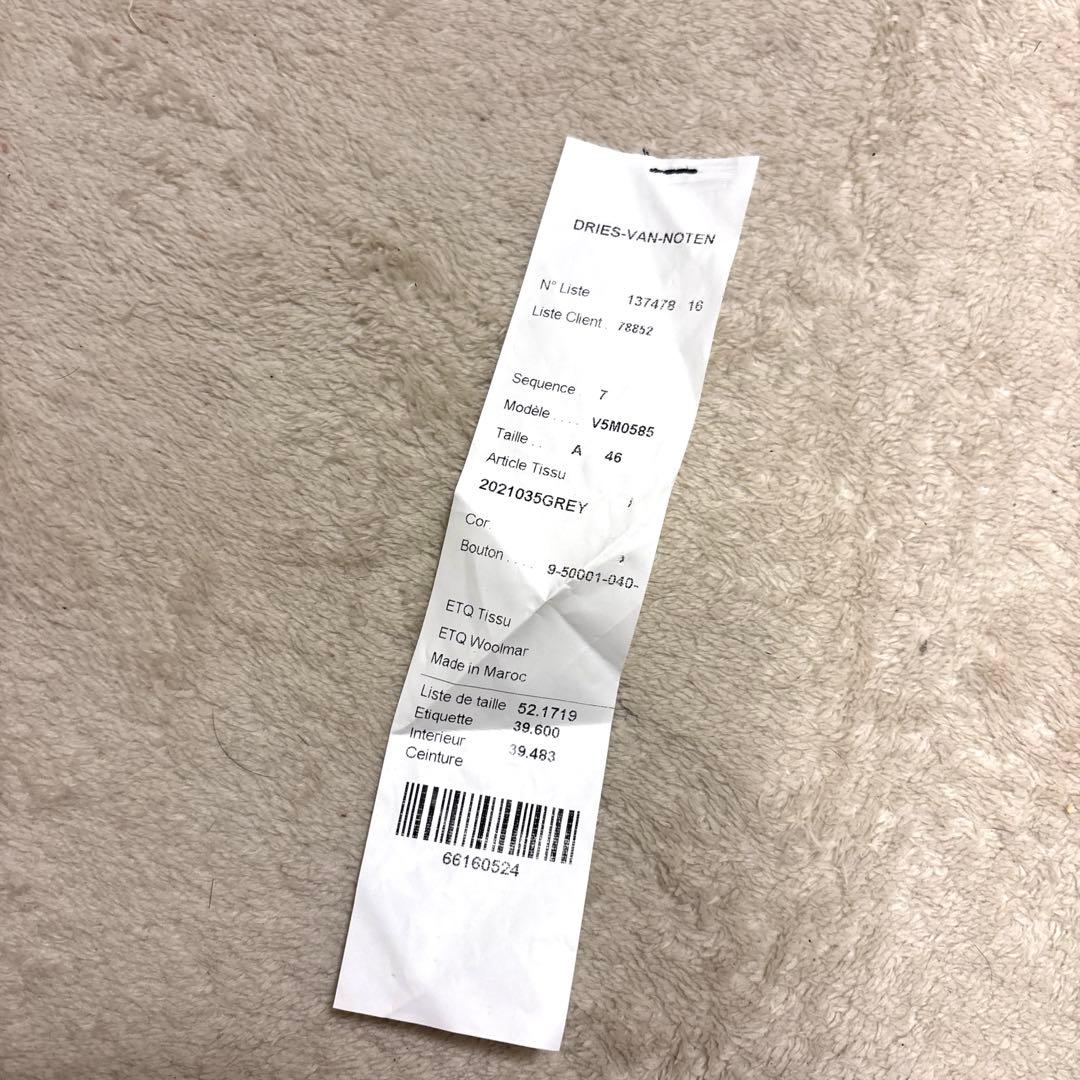 DRIES-VAN-NOTEN
N° Liste 137478 16
Liste Client . 78852
Sequence . 7
Modèle .... V5M0585
Taille .. A 46
Article Tissu
2021035GREY
Cor.
Bouton .... 9-50001-040-
ETQ Tissu
ETQ Woolmar
Made in Maroc
Liste de taille 52.1719
Etiquette 39.600
Interieur 39.483
Ceinture
66160524